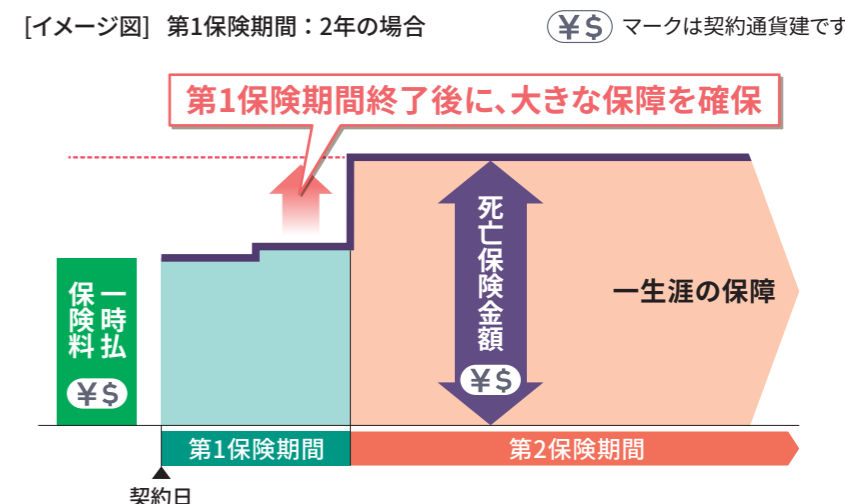 [イメージ図] 第1保険期間：2年の場合
¥$ マークは契約通貨建です
第1保険期間終了後に、大きな保障を確保
死亡保険金額
¥$
一生涯の保障
一時払
保険料
¥$
第1保険期間
第2保険期間
契約日